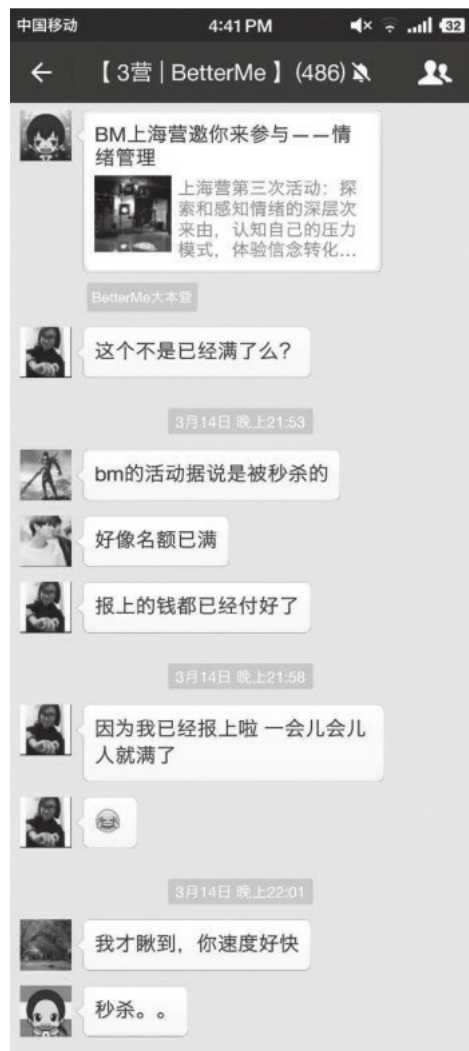 中国移动 4:41 PM 32
【 3营 | BetterMe 】 (486)
BM上海营邀你来参与——情
绪管理
上海营第三次活动：探
索和感知情绪的深层次
来由，认知自己的压力
模式，体验信念转化...
BetterMe大本营
这个不是已经满了么？
3月14日 晚上21:53
bm的活动据说是被秒杀的
好像名额已满
报上的钱都已经付好了
3月14日 晚上21:58
因为我已经报上啦 一会儿会儿
人就满了
3月14日 晚上22:01
我才瞅到，你速度好快
秒杀。。